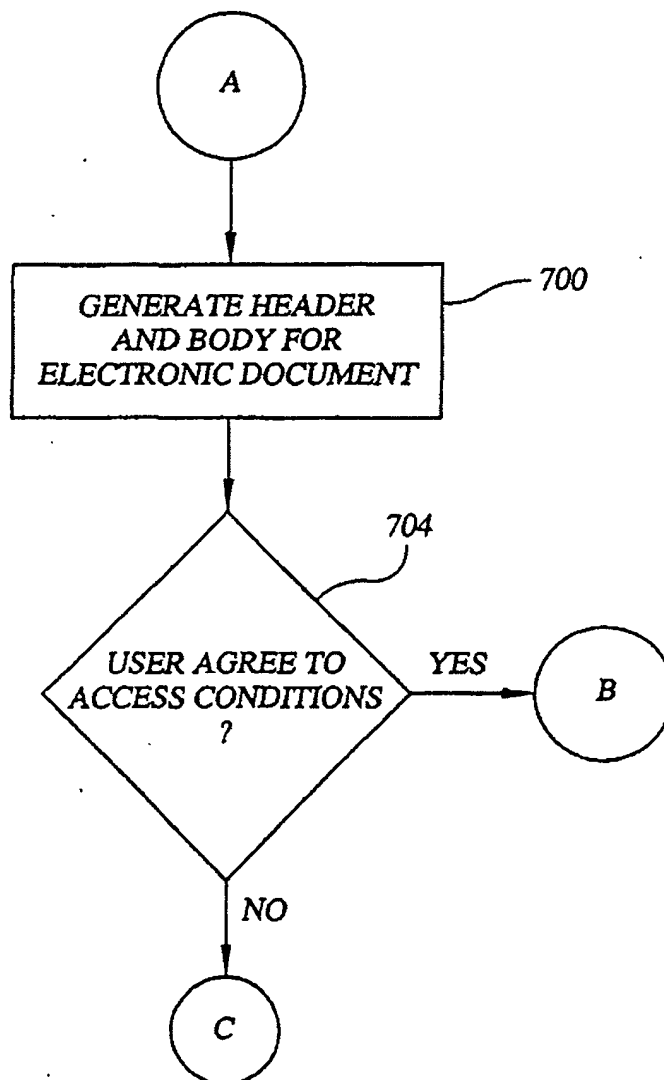 A
GENERATE HEADER
AND BODY FOR
ELECTRONIC DOCUMENT
700
704
USER AGREE TO
ACCESS CONDITIONS
?
YES
B
NO
C